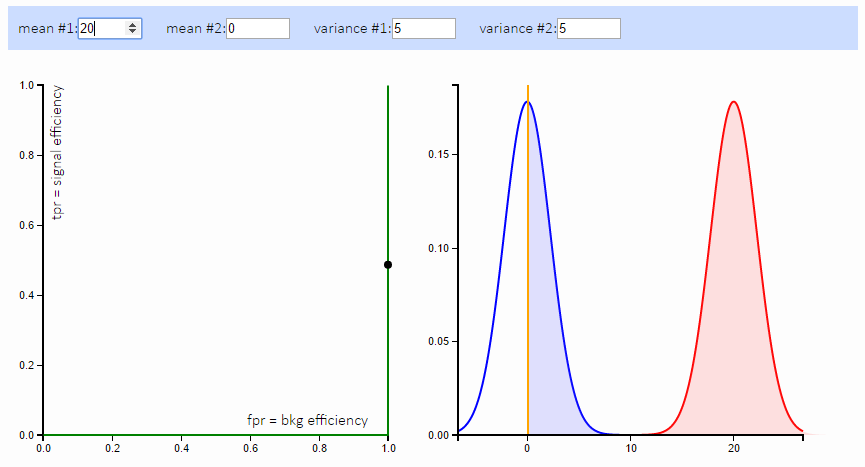 mean #1: 20 mean #2: 0 variance #1: 5 variance #2: 5
1.0
0.8
0.6
0.4
0.2
0.0
tpr = signal efficiency
fpr = bkg efficiency
0.0 0.2 0.4 0.6 0.8 1.0
0.15
0.10
0.05
0.00
0 10 20